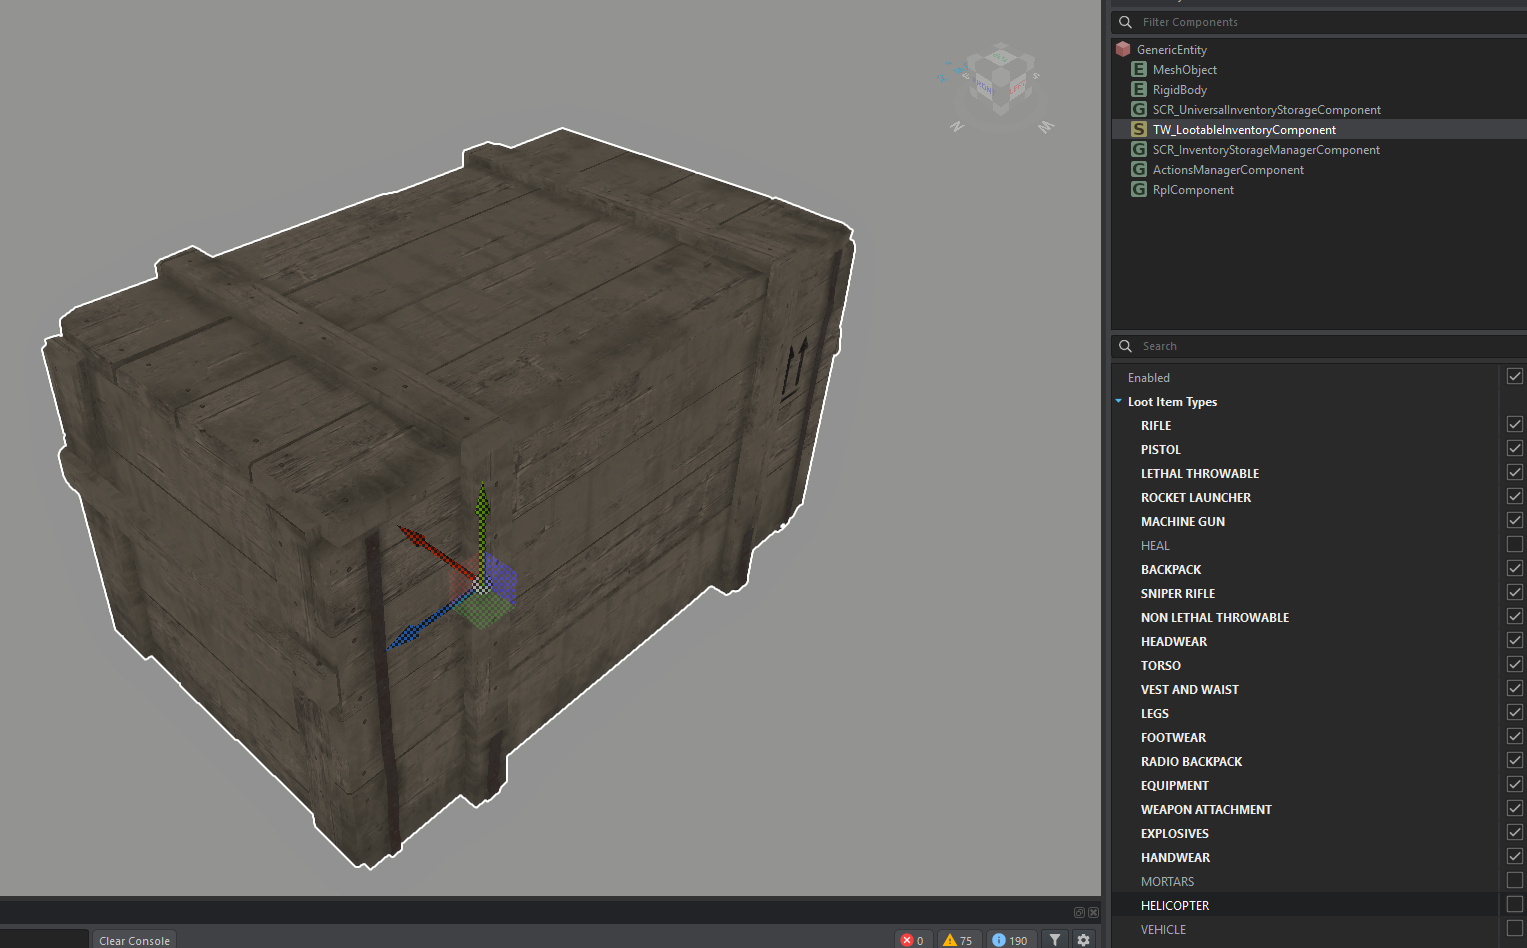 Filter Components
GenericEntity
E MeshObject
E RigidBody
G SCR_UniversalInventoryStorageComponent
S TW_LootableInventoryComponent
G SCR_InventoryStorageManagerComponent
G ActionsManagerComponent
G RplComponent
Search
Enabled
Loot Item Types
RIFLE
PISTOL
LETHAL THROWABLE
ROCKET LAUNCHER
MACHINE GUN
HEAL
BACKPACK
SNIPER RIFLE
NON LETHAL THROWABLE
HEADWEAR
TORSO
VEST AND WAIST
LEGS
FOOTWEAR
RADIO BACKPACK
EQUIPMENT
WEAPON ATTACHMENT
EXPLOSIVES
HANDWEAR
MORTARS
HELICOPTER
VEHICLE
Clear Console
0
75
190